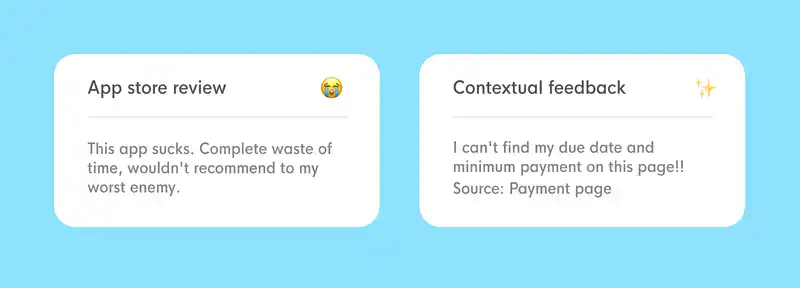 App store review 😭
This app sucks. Complete waste of
time, wouldn't recommend to my
worst enemy.
Contextual feedback ✨
I can't find my due date and
minimum payment on this page!!
Source: Payment page